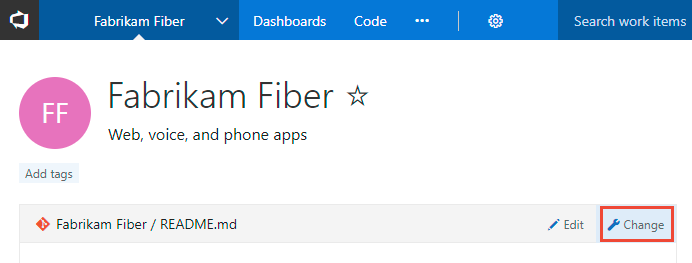 Fabrikam Fiber Dashboards Code ... Search work items
FF
Fabrikam Fiber
Web, voice, and phone apps
Add tags
Fabrikam Fiber / README.md Edit Change